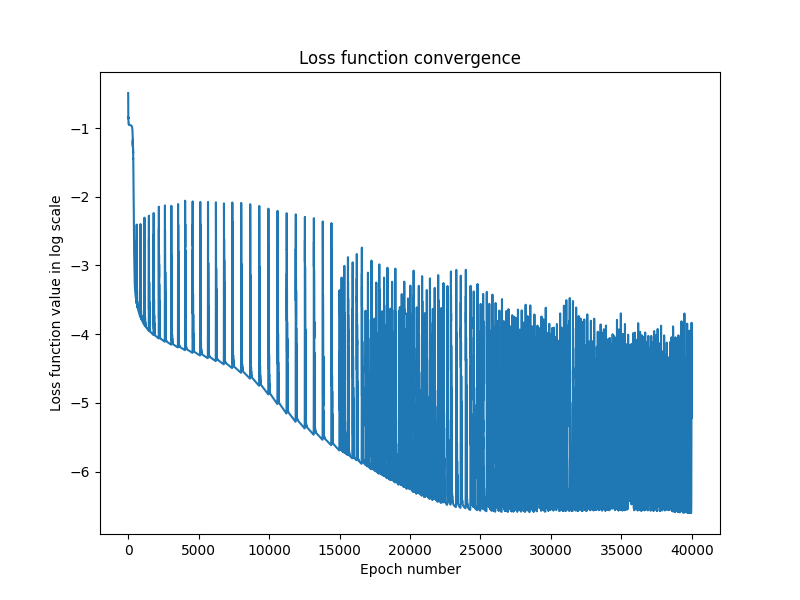 Loss function convergence
Loss function value in log scale
−1
−2
−3
−4
−5
−6
0 5000 10000 15000 20000 25000 30000 35000 40000
Epoch number